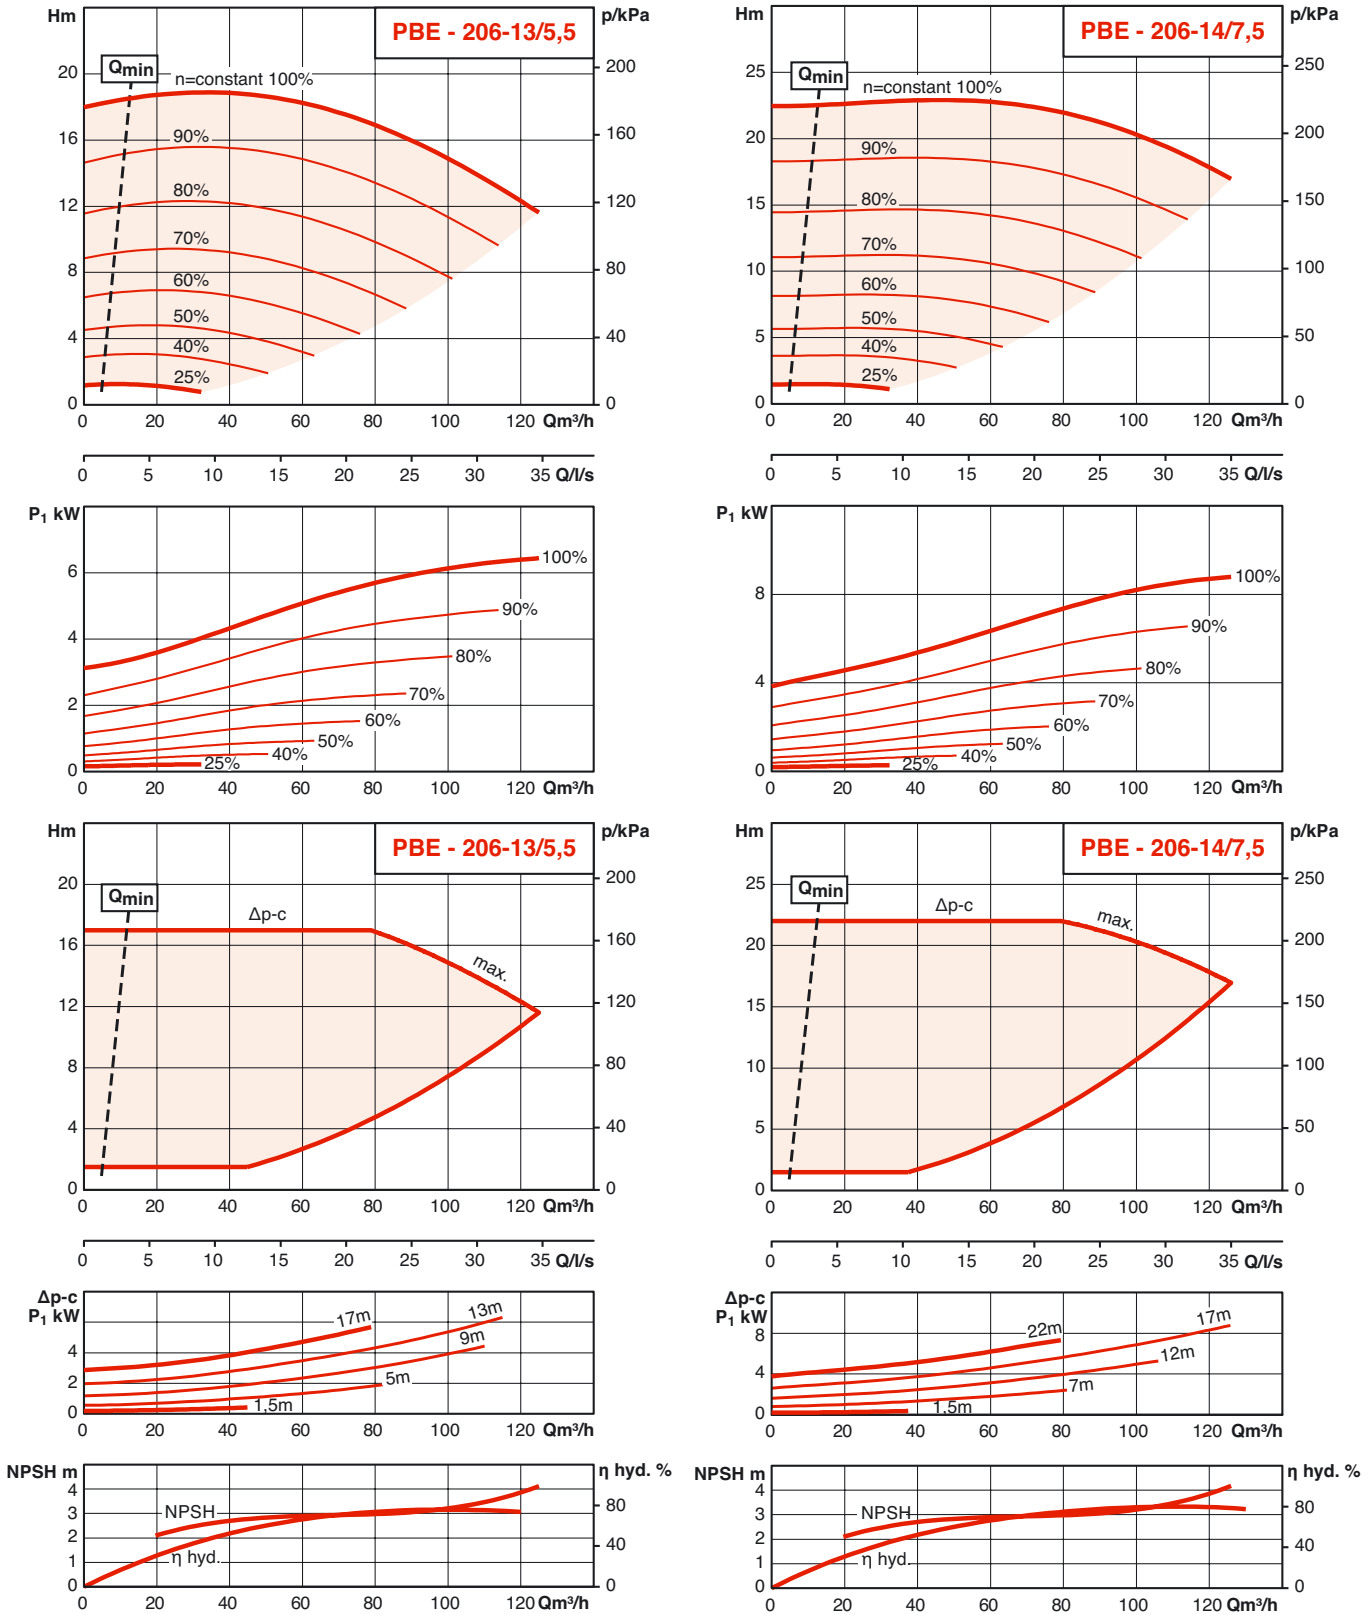 Hm
p/kPa
PBE - 206-13/5,5
Qmin
n=constant 100%
90%
80%
70%
60%
50%
40%
25%
20
16
12
8
4
0
200
160
120
80
40
0
0 20 40 60 80 100 120 Qm³/h
0 5 10 15 20 25 30 35 Q/l/s
P₁ kW
6
4
2
0
100%
90%
80%
70%
60%
50%
40%
25%
0 20 40 60 80 100 120 Qm³/h
Hm
p/kPa
PBE - 206-13/5,5
Qmin
Δp-c
max.
20
16
12
8
4
0
200
160
120
80
40
0
0 20 40 60 80 100 120 Qm³/h
0 5 10 15 20 25 30 35 Q/l/s
Δp-c
P₁ kW
4
2
0
17m
13m
9m
5m
1,5m
0 20 40 60 80 100 120 Qm³/h
NPSH m
η hyd. %
4
3
2
1
0
80
40
0
NPSH
η hyd.
0 20 40 60 80 100 120 Qm³/h
Hm
p/kPa
PBE - 206-14/7,5
Qmin
n=constant 100%
90%
80%
70%
60%
50%
40%
25%
25
20
15
10
5
0
250
200
150
100
50
0
0 20 40 60 80 100 120 Qm³/h
0 5 10 15 20 25 30 35 Q/l/s
P₁ kW
8
4
0
100%
90%
80%
70%
60%
50%
40%
25%
0 20 40 60 80 100 120 Qm³/h
Hm
p/kPa
PBE - 206-14/7,5
Qmin
Δp-c
max.
25
20
15
10
5
0
250
200
150
100
50
0
0 20 40 60 80 100 120 Qm³/h
0 5 10 15 20 25 30 35 Q/l/s
Δp-c
P₁ kW
8
4
0
22m
17m
12m
7m
1,5m
0 20 40 60 80 100 120 Qm³/h
NPSH m
η hyd. %
4
3
2
1
0
80
40
0
NPSH
η hyd.
0 20 40 60 80 100 120 Qm³/h